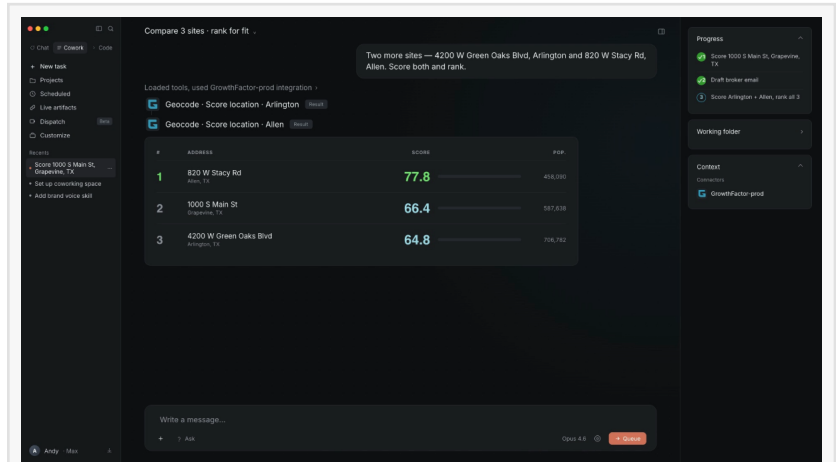 Chat
Cowork
Code
+ New task
Projects
Scheduled
Live artifacts
Dispatch
Beta
Customize
Recents
Score 1000 S Main St,
Grapevine, TX
Set up coworking space
Add brand voice skill
A
Andy · Max
Compare 3 sites · rank for fit
Two more sites — 4200 W Green Oaks Blvd, Arlington and 820 W Stacy Rd,
Allen. Score both and rank.
Loaded tools, used GrowthFactor-prod integration ›
Geocode · Score location · Arlington Result
Geocode · Score location · Allen Result
# ADDRESS SCORE POP.
1 820 W Stacy Rd 77.8 458,090
Allen, TX
2 1000 S Main St 66.4 587,638
Grapevine, TX
3 4200 W Green Oaks Blvd 64.8 706,782
Arlington, TX
Write a message...
+ ? Ask
Opus 4.6
→ Queue
Progress
Score 1000 S Main St, Grapevine,
TX
2 Draft broker email
3 Score Arlington + Allen, rank all 3
Working folder
Context
Connectors
GrowthFactor-prod